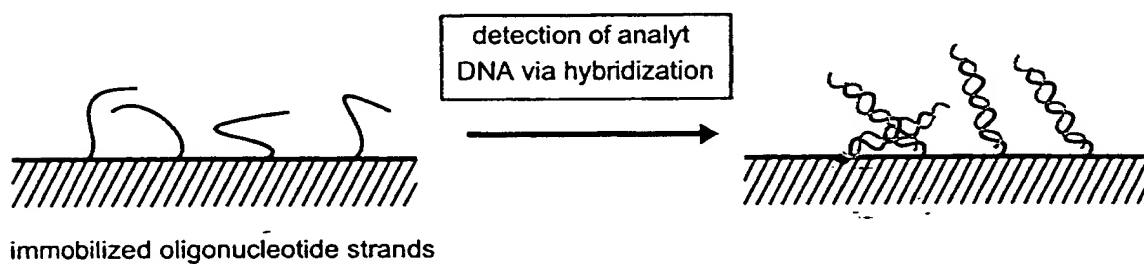 detection of analyt
DNA via hybridization
immobilized oligonucleotide strands